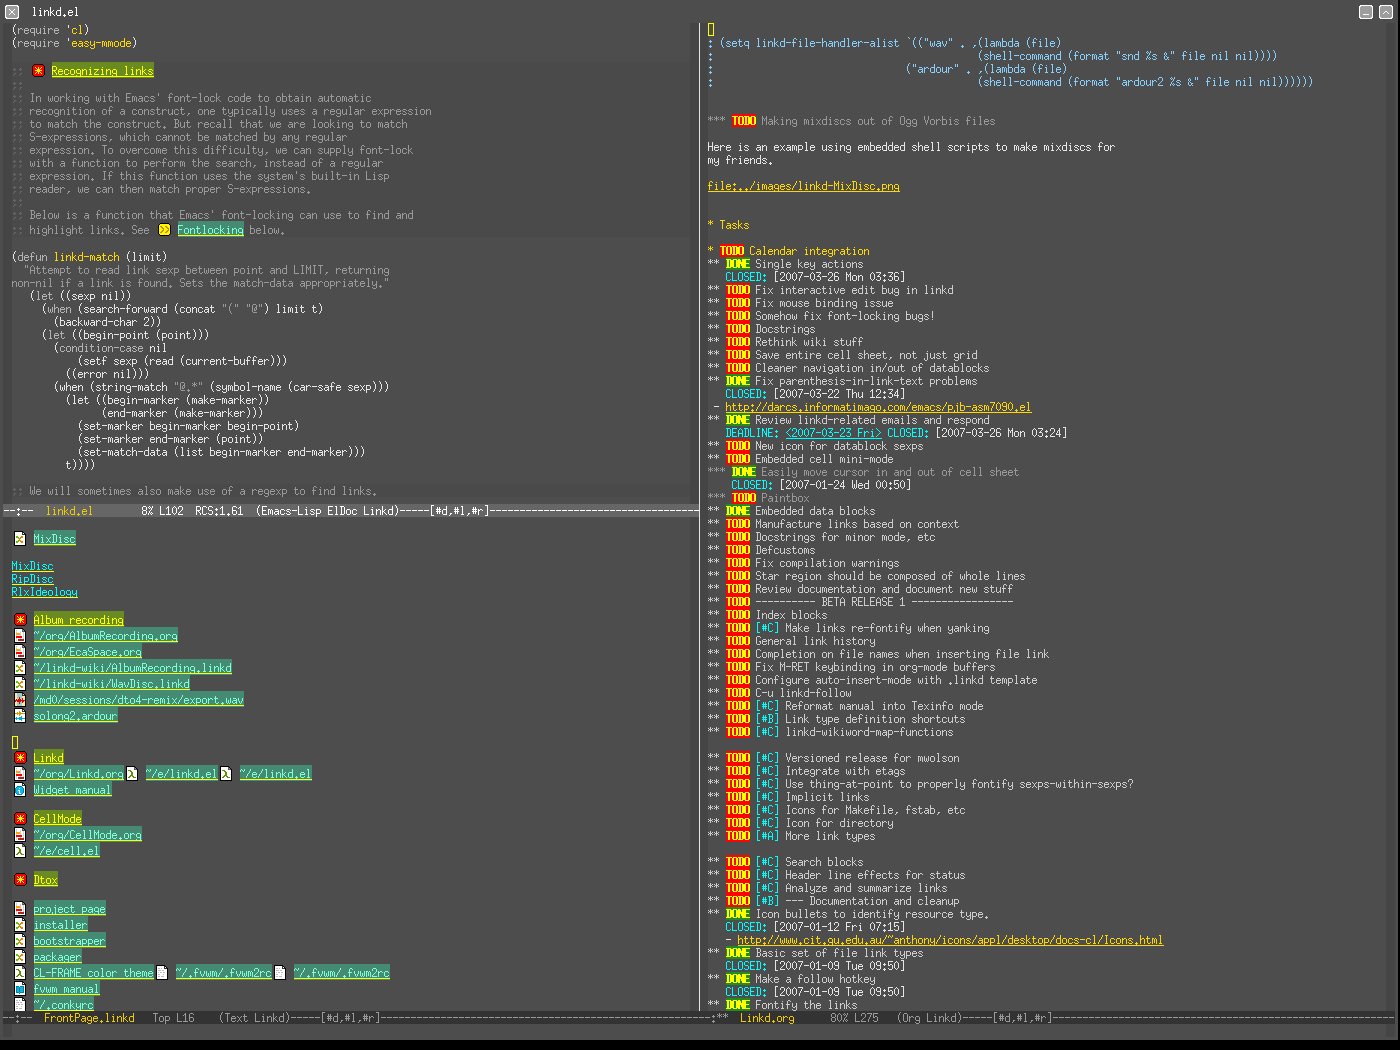 linkd.el
(require 'cl)
(require 'easy-mmode)
;; Recognizing links
;;
;; In working with Emacs' font-lock code to obtain automatic
;; recognition of a construct, one typically uses a regular expression
;; to match the construct. But recall that we are looking to match
;; S-expressions, which cannot be matched by any regular
;; expression. To overcome this difficulty, we can supply font-lock
;; with a function to perform the search, instead of a regular
;; expression. If this function uses the system's built-in Lisp
;; reader, we can then match proper S-expressions.
;;
;; Below is a function that Emacs' font-locking can use to find and
;; highlight links. See Fontlocking below.
(defun linkd-match (limit)
"Attempt to read link sexp between point and LIMIT, returning
non-nil if a link is found. Sets the match-data appropriately."
(let ((sexp nil))
(when (search-forward (concat "(" "@") limit t)
(backward-char 2))
(let ((begin-point (point)))
(condition-case nil
(setf sexp (read (current-buffer)))
((error nil)))
(when (string-match "@.*" (symbol-name (car-safe sexp)))
(let ((begin-marker (make-marker))
(end-marker (make-marker)))
(set-marker begin-marker begin-point)
(set-marker end-marker (point))
(set-match-data (list begin-marker end-marker)))
t))))
;; We will sometimes also make use of a regexp to find links.
--:-- linkd.el 8% L102 RCS:1.61 (Emacs-Lisp ElDoc Linkd)-----[#d,#l,#r]-----------------------------------
MixDisc
MixDisc
RipDisc
RlxIdeology
Album recording
~/org/AlbumRecording.org
~/org/EcaSpace.org
~/linkd-wiki/AlbumRecording.linkd
~/linkd-wiki/WavDisc.linkd
/md0/sessions/dto4-remix/export.wav
solong2.ardour
Linkd
~/org/Linkd.org ~/e/linkd.el ~/e/linkd.el
Widget manual
CellMode
~/org/CellMode.org
~/e/cell.el
Dtox
project page
installer
bootstrapper
packager
CL-FRAME color theme ~/.fvwm/.fvwm2rc ~/.fvwm/.fvwm2rc
fvwm manual
~/.conkyrc
--:-- FrontPage.linkd Top L16 (Text Linkd)-----[#d,#l,#r]-------------------------------------------------------
: (setq linkd-file-handler-alist `(("wav" . ,(lambda (file)
: (shell-command (format "snd %s &" file nil nil))))
: ("ardour" . ,(lambda (file)
: (shell-command (format "ardour2 %s &" file nil nil))))))
*** TODO Making mixdiscs out of Ogg Vorbis files
Here is an example using embedded shell scripts to make mixdiscs for
my friends.
file:../images/linkd-MixDisc.png
* Tasks
* TODO Calendar integration
** DONE Single key actions
CLOSED: [2007-03-26 Mon 03:36]
** TODO Fix interactive edit bug in linkd
** TODO Fix mouse binding issue
** TODO Somehow fix font-locking bugs!
** TODO Docstrings
** TODO Rethink wiki stuff
** TODO Save entire cell sheet, not just grid
** TODO Cleaner navigation in/out of datablocks
** DONE Fix parenthesis-in-link-text problems
CLOSED: [2007-03-22 Thu 12:34]
- http://darcs.informatimago.com/emacs/pjb-asm7090.el
** DONE Review linkd-related emails and respond
DEADLINE: <2007-03-23 Fri> CLOSED: [2007-03-26 Mon 03:24]
** TODO New icon for datablock sexps
** TODO Embedded cell mini-mode
*** DONE Easily move cursor in and out of cell sheet
CLOSED: [2007-01-24 Wed 00:50]
*** TODO Paintbox
** DONE Embedded data blocks
** TODO Manufacture links based on context
** TODO Docstrings for minor mode, etc
** TODO Defcustoms
** TODO Fix compilation warnings
** TODO Star region should be composed of whole lines
** TODO Review documentation and document new stuff
** TODO ---------- BETA RELEASE 1 -----------------
** TODO Index blocks
** TODO [#C] Make links re-fontify when yanking
** TODO General link history
** TODO Completion on file names when inserting file link
** TODO Fix M-RET keybinding in org-mode buffers
** TODO Configure auto-insert-mode with .linkd template
** TODO C-u linkd-follow
** TODO [#C] Reformat manual into Texinfo mode
** TODO [#B] Link type definition shortcuts
** TODO [#C] linkd-wikiword-map-functions
** TODO [#C] Versioned release for mwolson
** TODO [#C] Integrate with etags
** TODO [#C] Use thing-at-point to properly fontify sexps-within-sexps?
** TODO [#C] Implicit links
** TODO [#C] Icons for Makefile, fstab, etc
** TODO [#C] Icon for directory
** TODO [#A] More link types
** TODO [#C] Search blocks
** TODO [#C] Header line effects for status
** TODO [#C] Analyze and summarize links
** TODO [#B] --- Documentation and cleanup
** DONE Icon bullets to identify resource type.
CLOSED: [2007-01-12 Fri 07:15]
- http://www.cit.gu.edu.au/~anthony/icons/appl/desktop/docs-cl/Icons.html
** DONE Basic set of file link types
CLOSED: [2007-01-09 Tue 09:50]
** DONE Make a follow hotkey
CLOSED: [2007-01-09 Tue 09:50]
** DONE Fontify the links
-:** Linkd.org 80% L275 (Org Linkd)-----[#d,#l,#r]---------------------------------------------------------